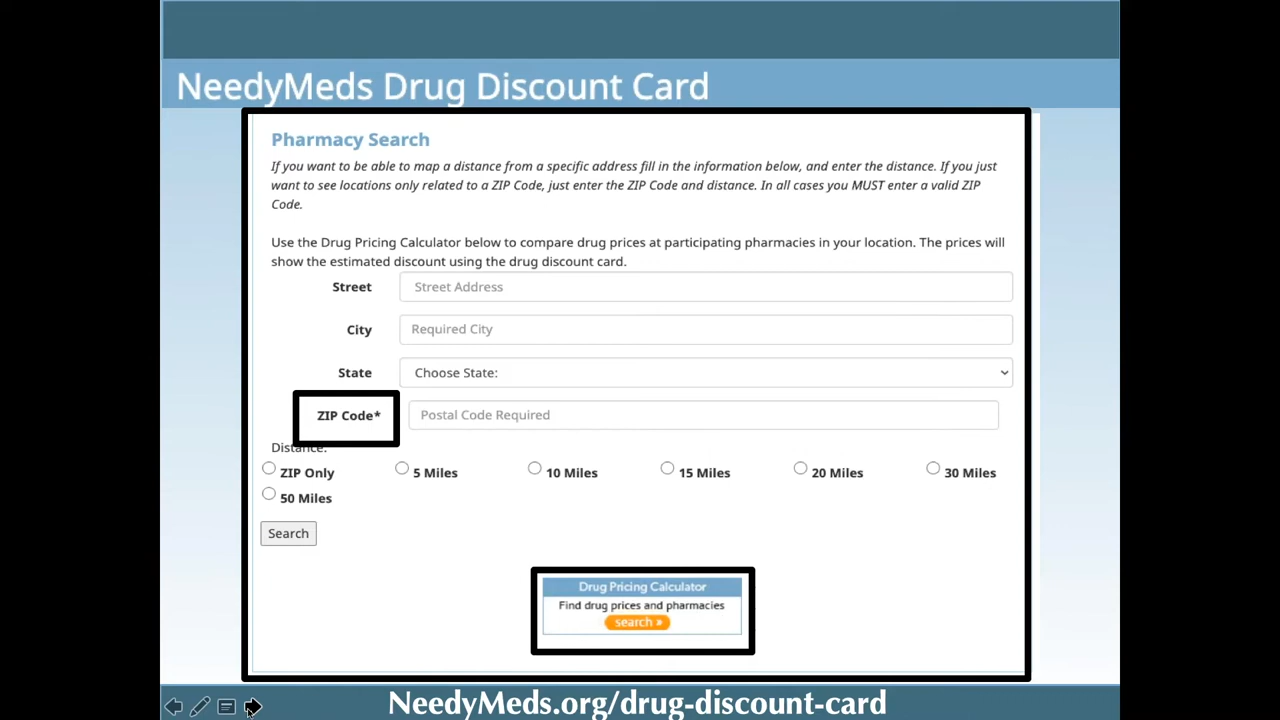 NeedyMeds Drug Discount Card
Pharmacy Search
If you want to be able to map a distance from a specific address fill in the information below, and enter the distance. If you just
want to see locations only related to a ZIP Code, just enter the ZIP Code and distance. In all cases you MUST enter a valid ZIP
Code.
Use the Drug Pricing Calculator below to compare drug prices at participating pharmacies in your location. The prices will
show the estimated discount using the drug discount card.
Street Street Address
City Required City
State Choose State:
ZIP Code* Postal Code Required
Distance:
ZIP Only 5 Miles 10 Miles 15 Miles 20 Miles 30 Miles
50 Miles
Search
Drug Pricing Calculator
Find drug prices and pharmacies
search »
NeedyMeds.org/drug-discount-card